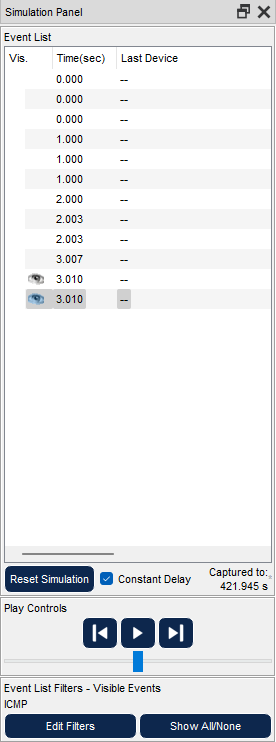 Simulation Panel
Event List
Vis. Time(sec) Last Device
0.000 --
0.000 --
0.000 --
1.000 --
1.000 --
1.000 --
2.000 --
2.003 --
2.003 --
3.007 --
3.010 --
3.010 --
Reset Simulation Constant Delay Captured to:
421.945 s
Play Controls
Event List Filters - Visible Events
ICMP
Edit Filters Show All/None